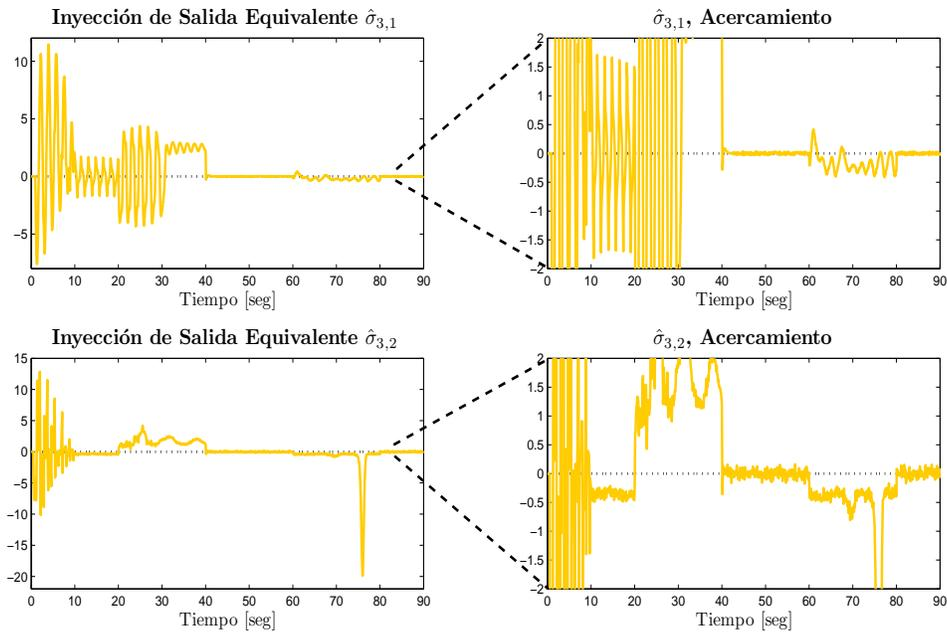 Inyección de Salida Equivalente σ̂3,1
10
5
0
−5
0 10 20 30 40 50 60 70 80 90
Tiempo [seg]
σ̂3,1, Acercamiento
2
1.5
1
0.5
0
−0.5
−1
−1.5
−2
0 10 20 30 40 50 60 70 80 90
Tiempo [seg]
Inyección de Salida Equivalente σ̂3,2
15
10
5
0
−5
−10
−15
−20
0 10 20 30 40 50 60 70 80 90
Tiempo [seg]
σ̂3,2, Acercamiento
2
1.5
1
0.5
0
−0.5
−1
−1.5
−2
0 10 20 30 40 50 60 70 80 90
Tiempo [seg]